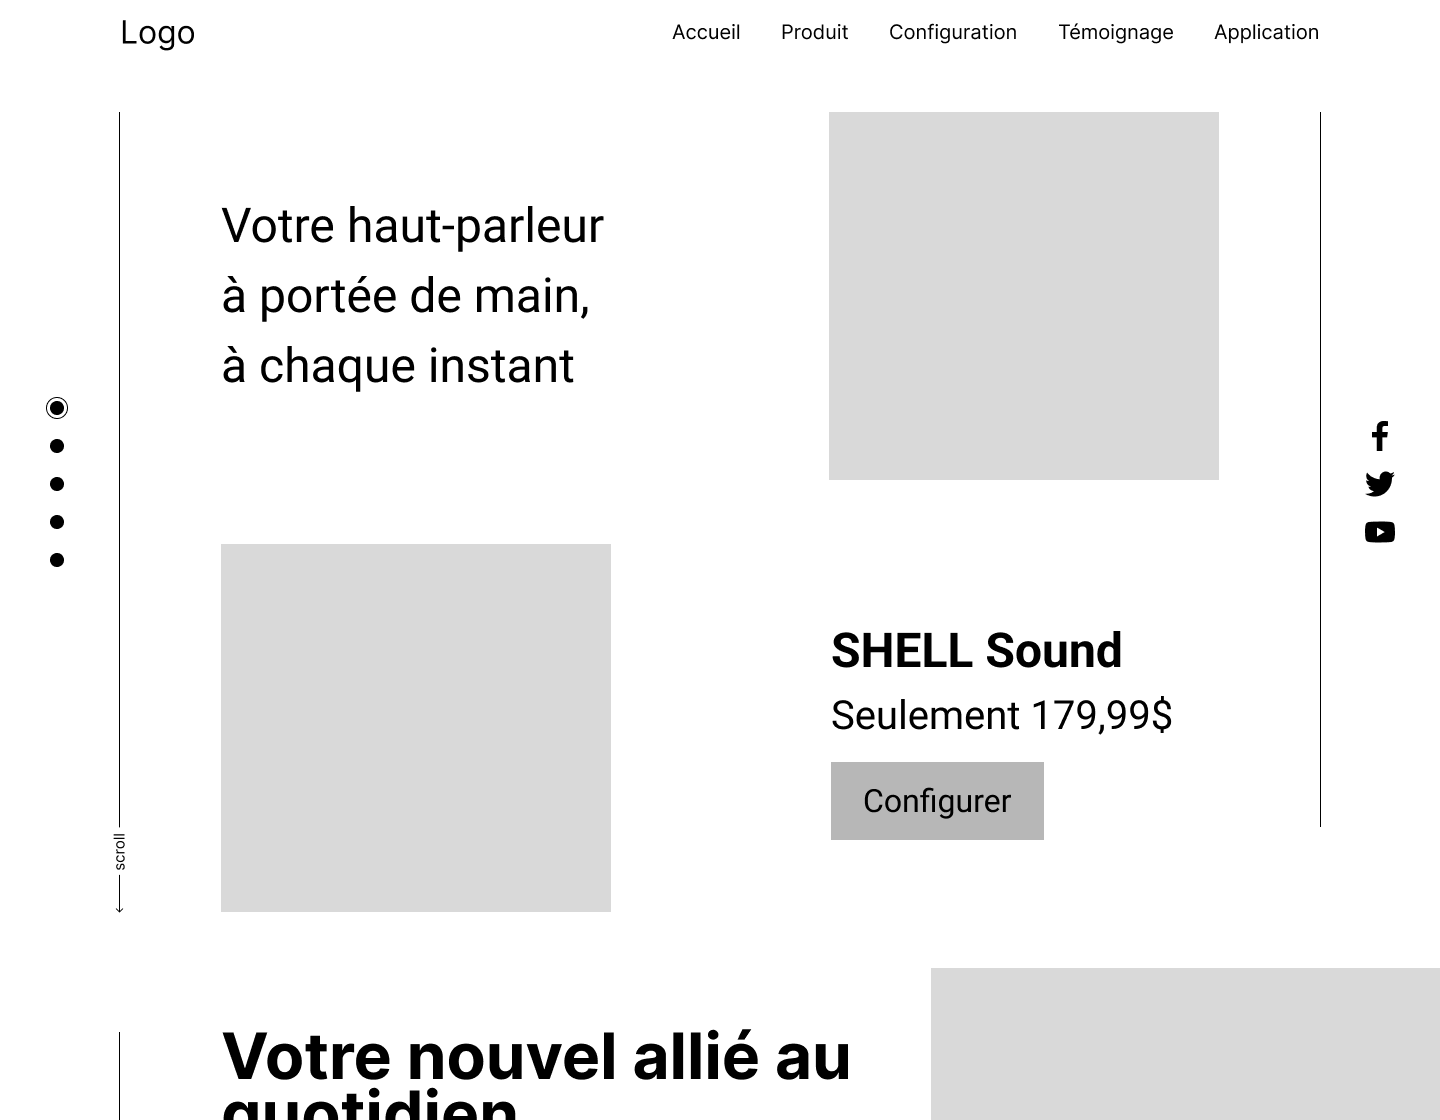 Logo
Accueil Produit Configuration Témoignage Application
Votre haut-parleur
à portée de main,
à chaque instant
SHELL Sound
Seulement 179,99$
Configurer
scroll
Votre nouvel allié au
quotidien